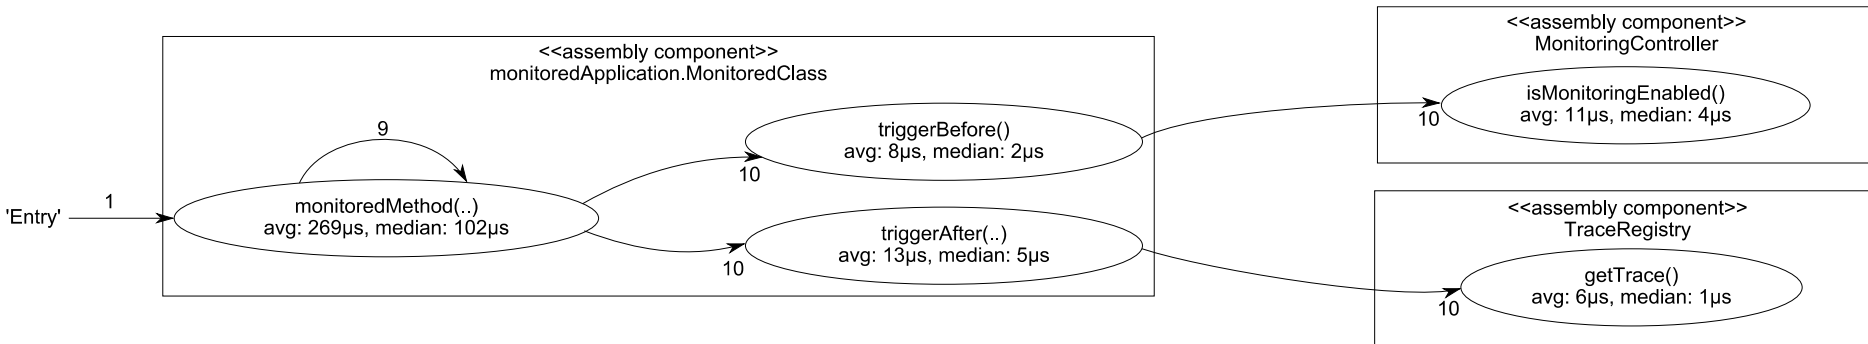 'Entry'
1
<<assembly component>>
monitoredApplication.MonitoredClass
9
monitoredMethod(..)
avg: 269µs, median: 102µs
10
triggerBefore()
avg: 8µs, median: 2µs
10
triggerAfter(..)
avg: 13µs, median: 5µs
<<assembly component>>
MonitoringController
10
isMonitoringEnabled()
avg: 11µs, median: 4µs
<<assembly component>>
TraceRegistry
10
getTrace()
avg: 6µs, median: 1µs